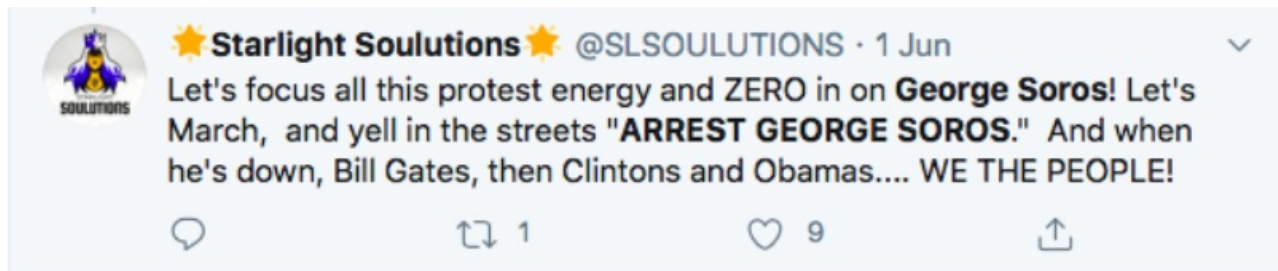 🌟Starlight Soulutions🌟 @SLSOULUTIONS · 1 Jun
Let's focus all this protest energy and ZERO in on George Soros! Let's
March,  and yell in the streets "ARREST GEORGE SOROS."  And when
he's down, Bill Gates, then Clintons and Obamas.... WE THE PEOPLE!
SOULUTIONS
1
9